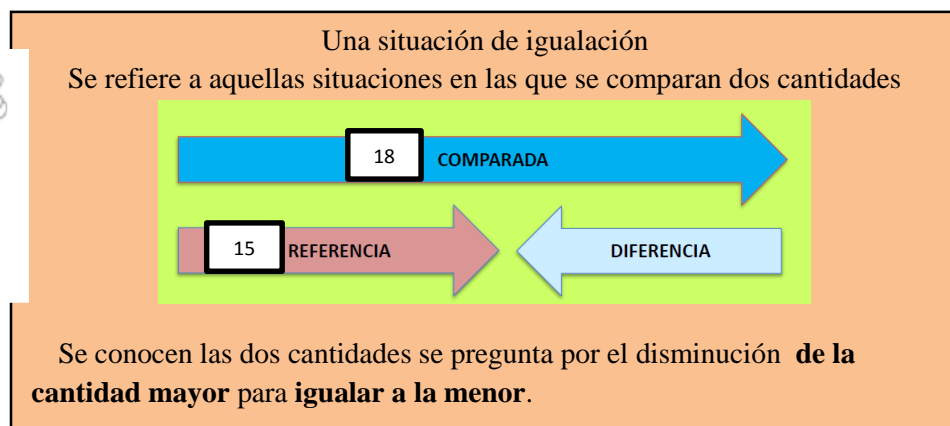 Una situación de igualación
Se refiere a aquellas situaciones en las que se comparan dos cantidades
18 COMPARADA
15 REFERENCIA DIFERENCIA
Se conocen las dos cantidades se pregunta por el disminución de la
cantidad mayor para igualar a la menor.